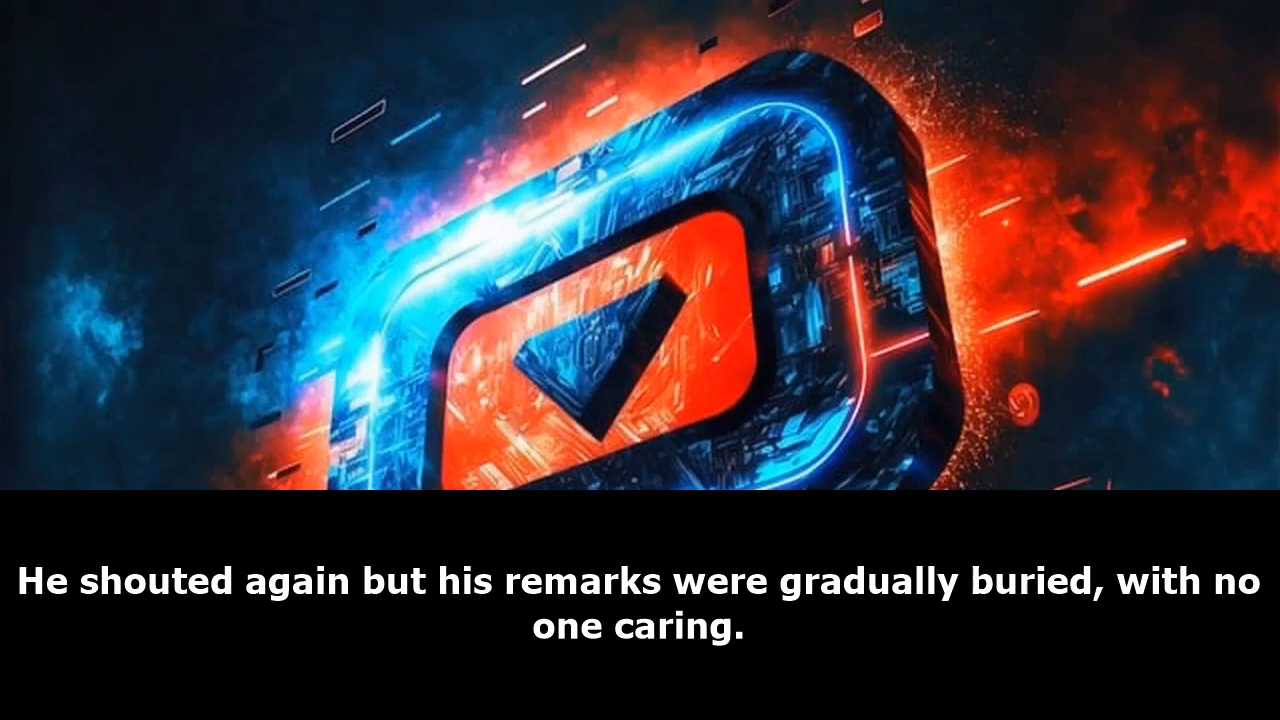 He shouted again but his remarks were gradually buried, with no
one caring.